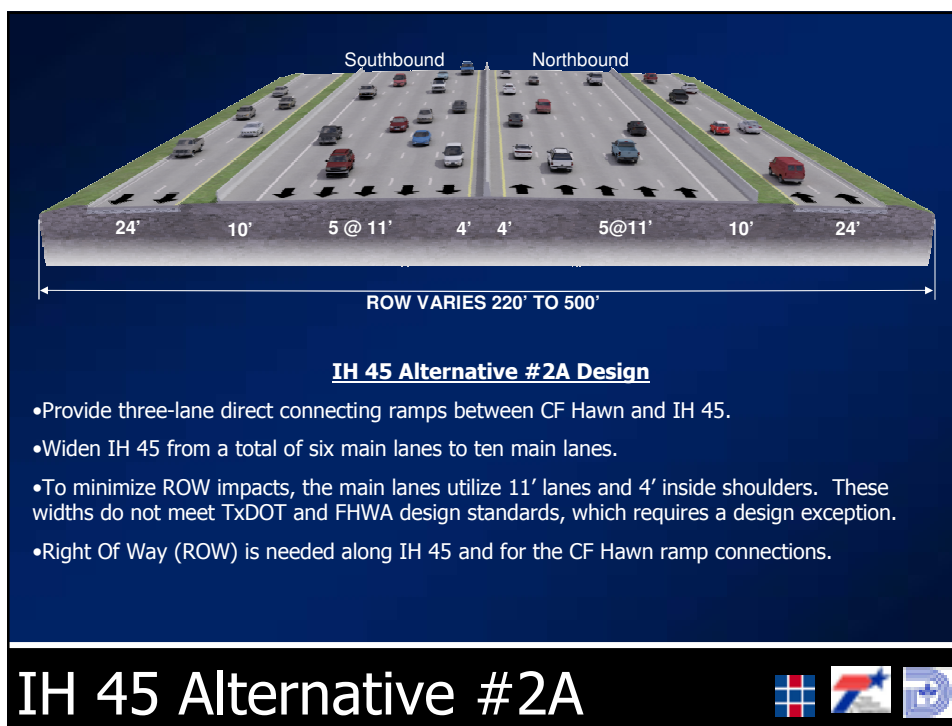 Southbound Northbound
24' 10' 5 @ 11' 4' 4' 5@11' 10' 24'
ROW VARIES 220' TO 500'
IH 45 Alternative #2A Design
•Provide three-lane direct connecting ramps between CF Hawn and IH 45.
•Widen IH 45 from a total of six main lanes to ten main lanes.
•To minimize ROW impacts, the main lanes utilize 11' lanes and 4' inside shoulders. These
widths do not meet TxDOT and FHWA design standards, which requires a design exception.
•Right Of Way (ROW) is needed along IH 45 and for the CF Hawn ramp connections.
IH 45 Alternative #2A